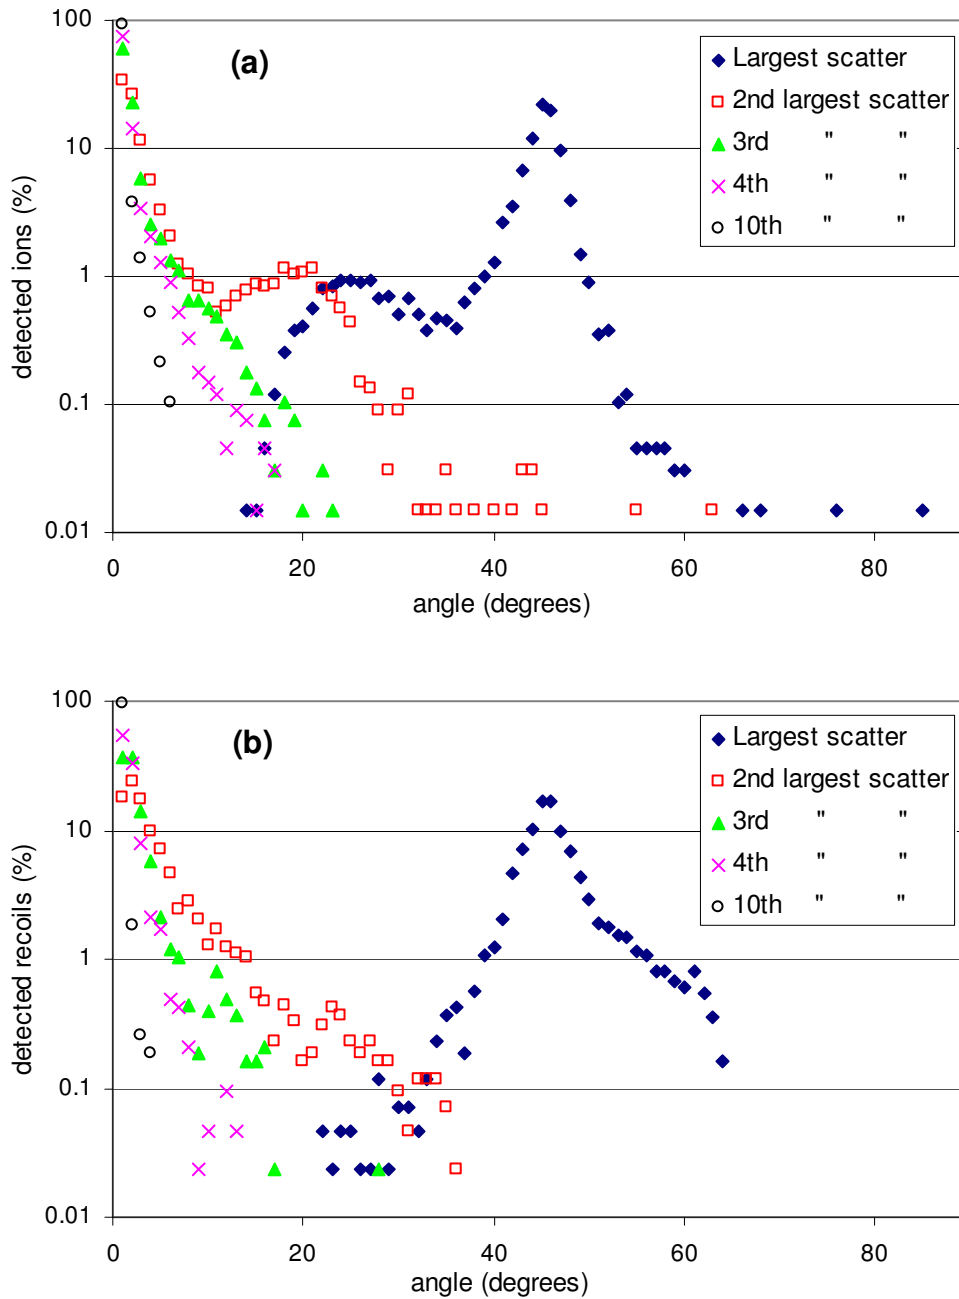 (a)
detected ions (%)
100
10
1
0.1
0.01
0 20 40 60 80
angle (degrees)
Largest scatter
2nd largest scatter
3rd " "
4th " "
10th " "
(b)
detected recoils (%)
100
10
1
0.1
0.01
0 20 40 60 80
angle (degrees)
Largest scatter
2nd largest scatter
3rd " "
4th " "
10th " "